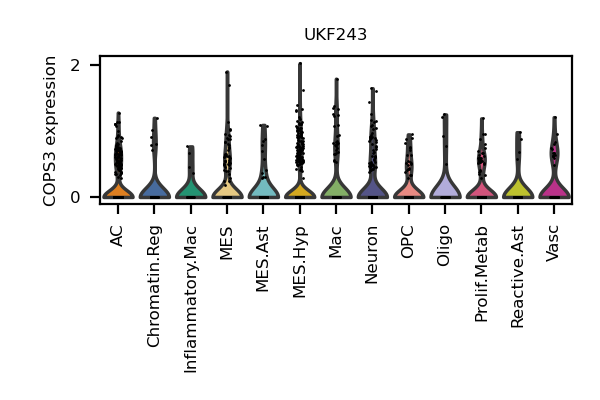 UKF243
COPS3 expression
2
0
AC
Chromatin.Reg
Inflammatory.Mac
MES
MES.Ast
MES.Hyp
Mac
Neuron
OPC
Oligo
Prolif.Metab
Reactive.Ast
Vasc